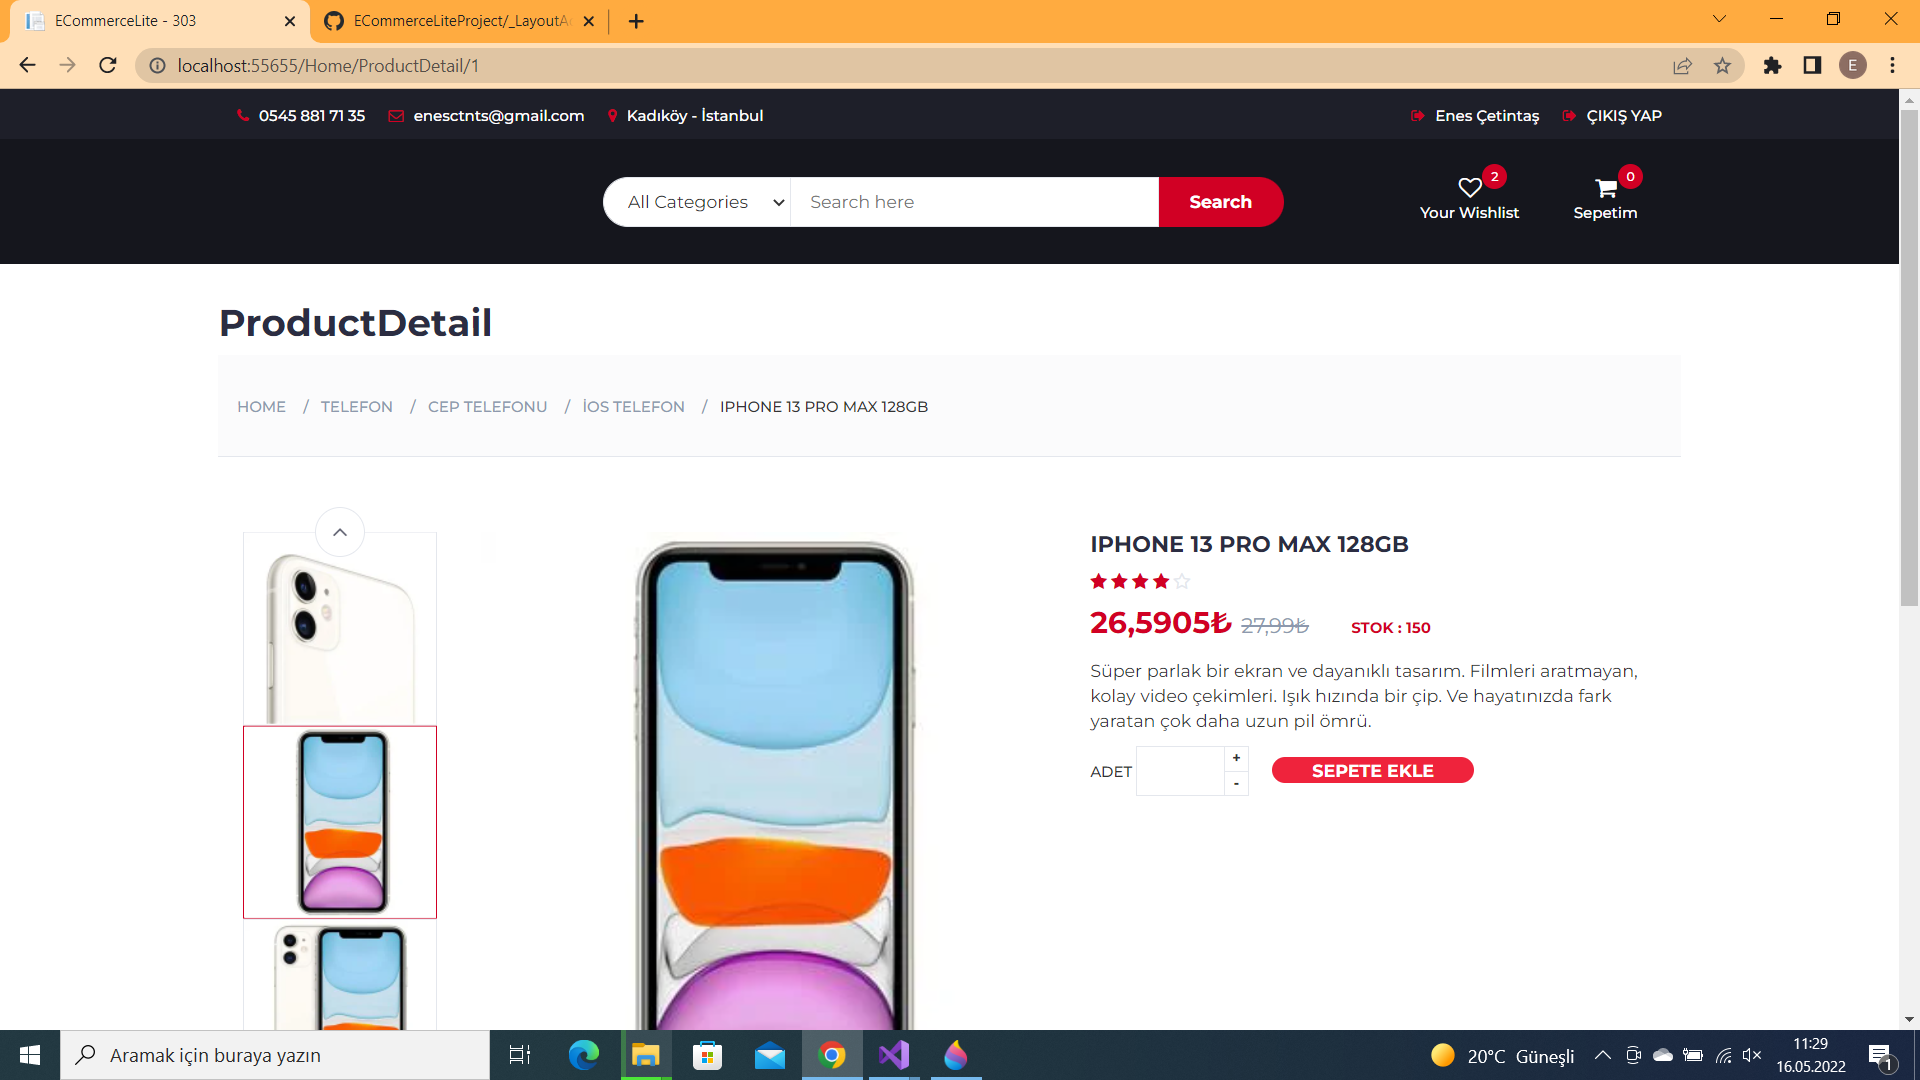 ECommerceLite - 303
ECommerceLiteProject/_LayoutA
localhost:55655/Home/ProductDetail/1
E
0545 881 71 35 enesctnts@gmail.com Kadıköy - İstanbul Enes Çetintaş ÇIKIŞ YAP
All Categories Search here Search
2
Your Wishlist
0
Sepetim
ProductDetail
HOME / TELEFON / CEP TELEFONU / İOS TELEFON / IPHONE 13 PRO MAX 128GB
IPHONE 13 PRO MAX 128GB
26,5905₺ 27,99₺ STOK : 150
Süper parlak bir ekran ve dayanıklı tasarım. Filmleri aratmayan,
kolay video çekimleri. Işık hızında bir çip. Ve hayatınızda fark
yaratan çok daha uzun pil ömrü.
ADET + - SEPETE EKLE
Aramak için buraya yazın
20°C Güneşli
11:29
16.05.2022
1